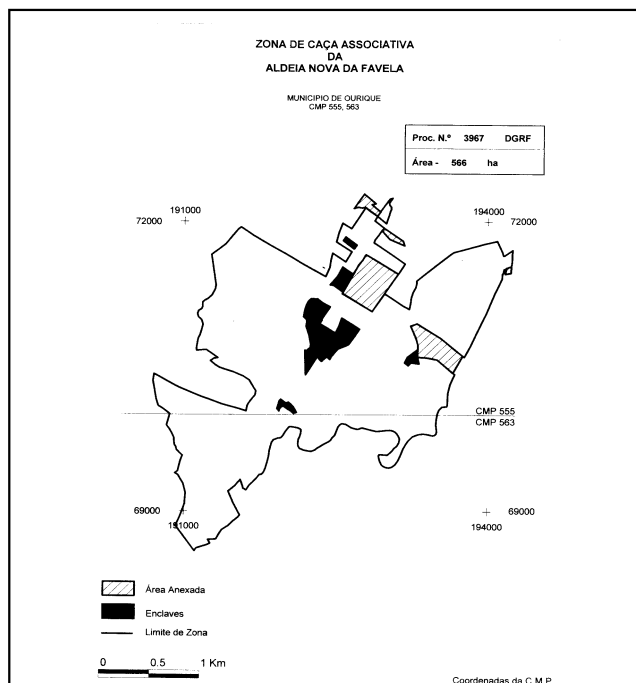 ZONA DE CAÇA ASSOCIATIVA
DA
ALDEIA NOVA DA FAVELA
MUNICIPIO DE OURIQUE
CMP 555, 563
Proc. N.º 3967 DGRF
Área - 566 ha
191000
72000
194000
72000
CMP 555
CMP 563
69000
191000
69000
194000
Área Anexada
Enclaves
Limite de Zona
0 0.5 1 Km
Coordenadas da C.M.P.